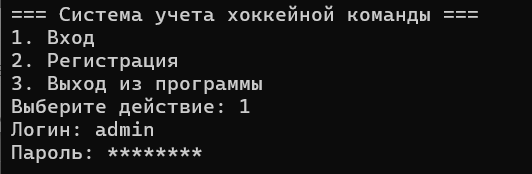 === Система учета хоккейной команды ===
1. Вход
2. Регистрация
3. Выход из программы
Выберите действие: 1
Логин: admin
Пароль: ********